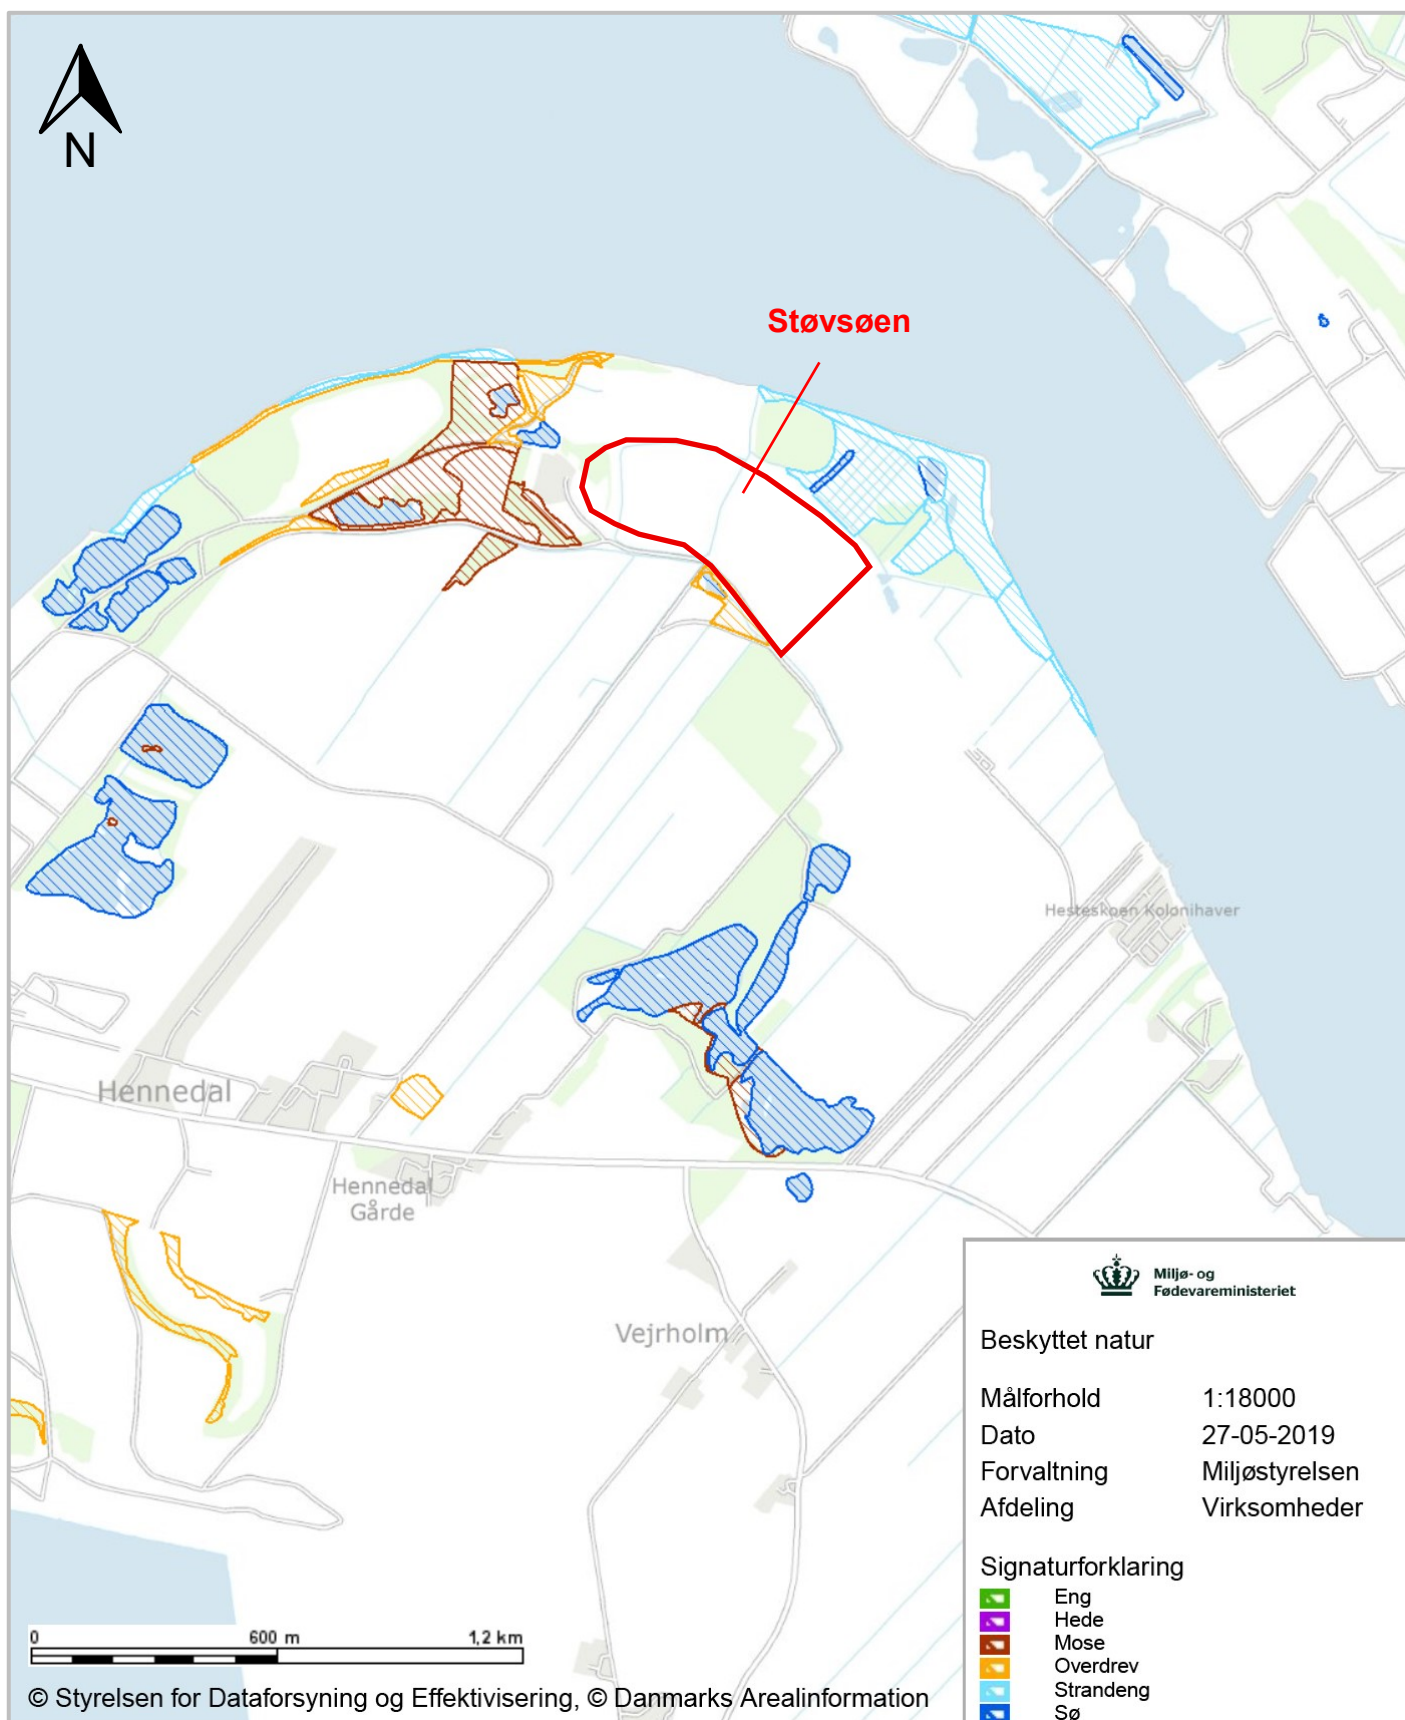 N
Støvsøen
Hesteskoen Kolonihaver
Hennedal
Hennedal
Gårde
Vejrholm
Miljø- og
Fødevareministeriet
Beskyttet natur
Målforhold 1:18000
Dato 27-05-2019
Forvaltning Miljøstyrelsen
Afdeling Virksomheder
Signaturforklaring
Eng
Hede
Mose
Overdrev
Strandeng
Sø
0 600 m 1,2 km
© Styrelsen for Dataforsyning og Effektivisering, © Danmarks Arealinformation